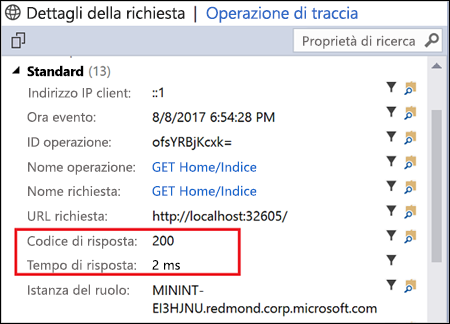 Dettagli della richiesta | Operazione di traccia
Proprietà di ricerca
Standard (13)
Indirizzo IP client: ::1
Ora evento: 8/8/2017 6:54:28 PM
ID operazione: ofsYRBjKcxk=
Nome operazione: GET Home/Indice
Nome richiesta: GET Home/Indice
URL richiesta: http://localhost:32605/
Codice di risposta: 200
Tempo di risposta: 2 ms
Istanza del ruolo: MININT-
EI3HJNU.redmond.corp.microsoft.com